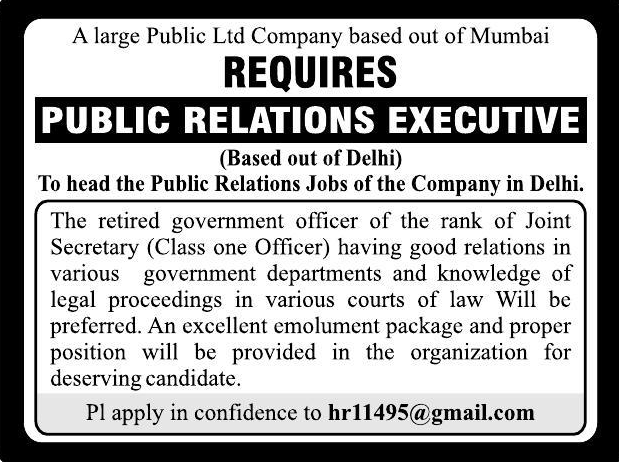 A large Public Ltd Company based out of Mumbai
REQUIRES
PUBLIC RELATIONS EXECUTIVE
(Based out of Delhi)
To head the Public Relations Jobs of the Company in Delhi.
The retired government officer of the rank of Joint
Secretary (Class one Officer) having good relations in
various government departments and knowledge of
legal proceedings in various courts of law Will be
preferred. An excellent emolument package and proper
position will be provided in the organization for
deserving candidate.
Pl apply in confidence to hr11495@gmail.com